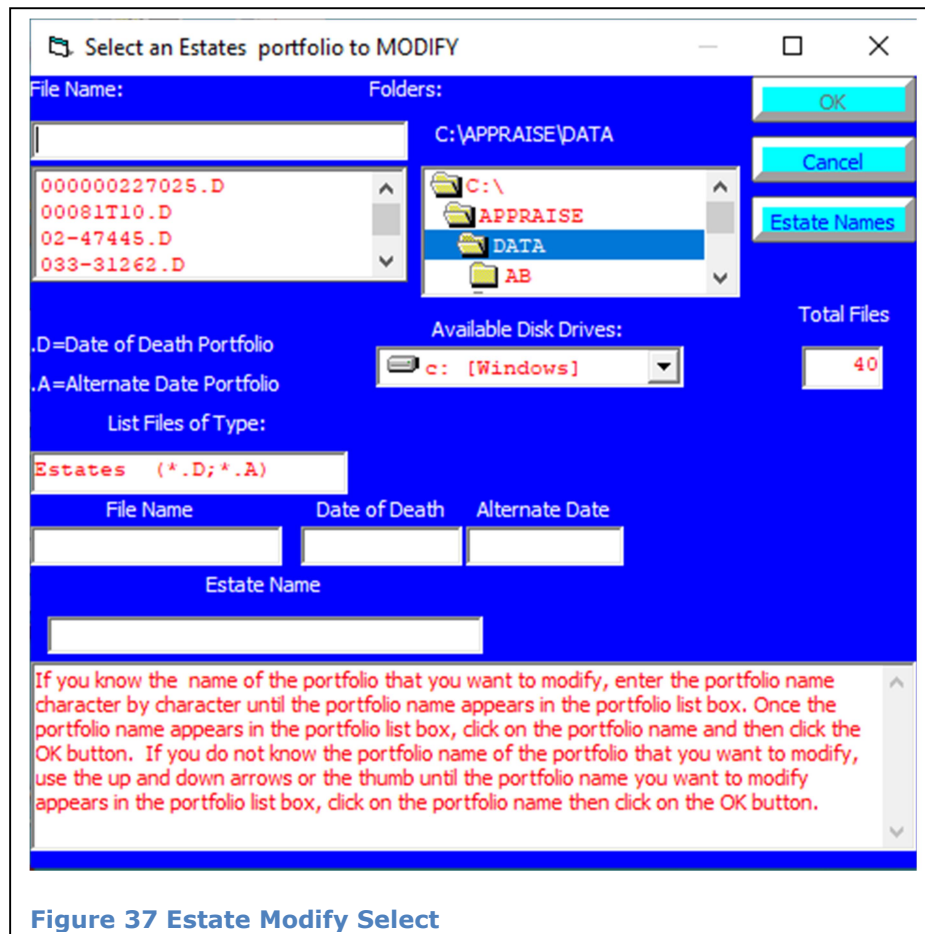 Select an Estates portfolio to MODIFY
File Name:
Folders:
OK
C:\APPRAISE\DATA
Cancel
000000227025.D
00081T10.D
02-47445.D
033-31262.D
C:\
APPRAISE
DATA
AB
Estate Names
Total Files
40
.D=Date of Death Portfolio
.A=Alternate Date Portfolio
Available Disk Drives:
c: [Windows]
List Files of Type:
Estates (*.D;*.A)
File Name
Date of Death
Alternate Date
Estate Name
If you know the name of the portfolio that you want to modify, enter the portfolio name
character by character until the portfolio name appears in the portfolio list box. Once the
portfolio name appears in the portfolio list box, click on the portfolio name and then click the
OK button. If you do not know the portfolio name of the portfolio that you want to modify,
use the up and down arrows or the thumb until the portfolio name you want to modify
appears in the portfolio list box, click on the portfolio name then click on the OK button.
Figure 37 Estate Modify Select